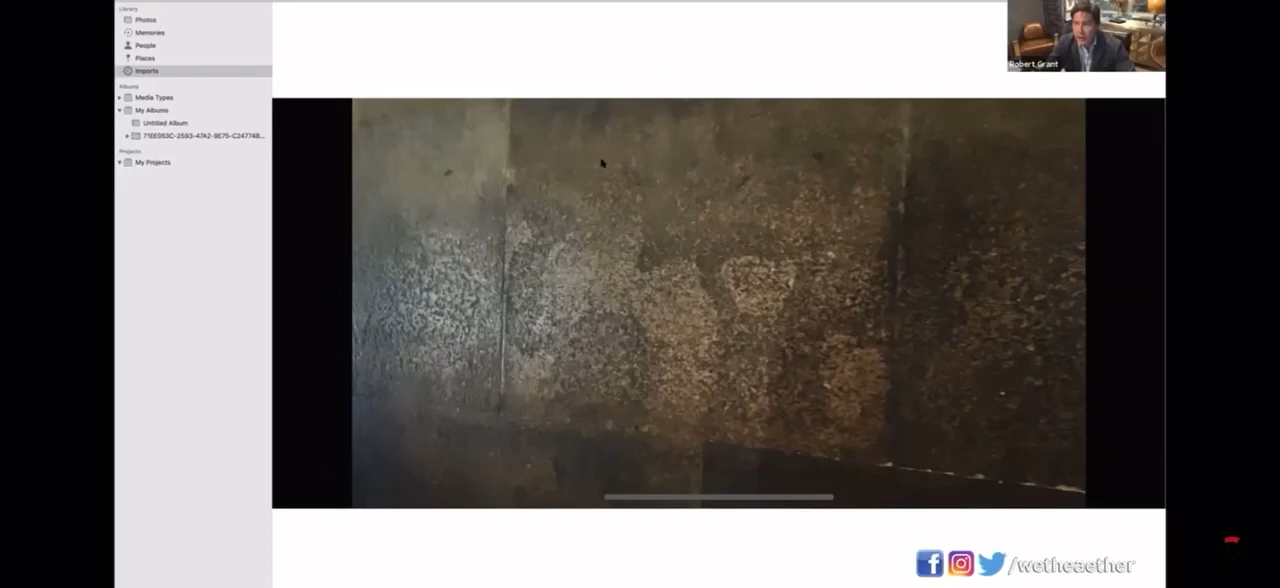 Library
Photos
Memories
People
Places
Imports
Albums
Media Types
My Albums
Untitled Album
Projects
My Projects
Robert Grant
/wetheaether